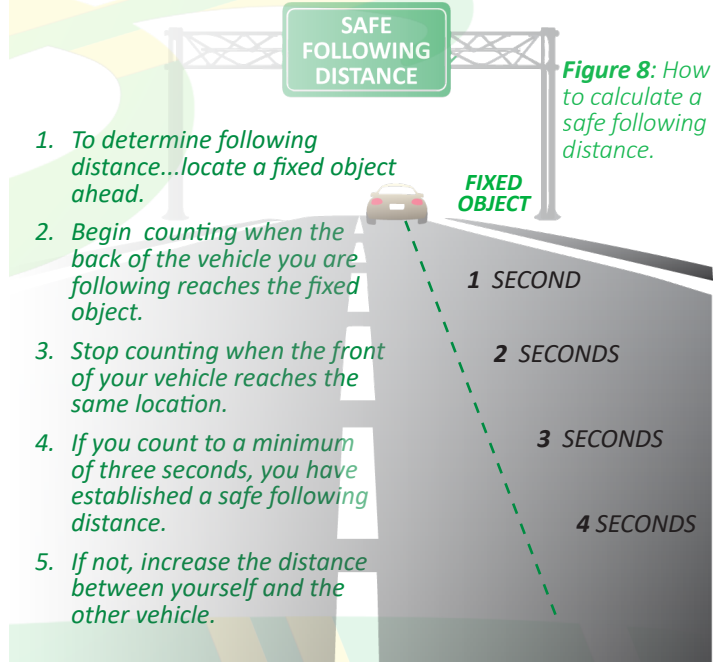 SAFE
FOLLOWING
DISTANCE
Figure 8: How
to calculate a
safe following
distance.
1. To determine following
distance...locate a fixed object
ahead.
2. Begin counting when the
back of the vehicle you are
following reaches the fixed
object.
3. Stop counting when the front
of your vehicle reaches the
same location.
4. If you count to a minimum
of three seconds, you have
established a safe following
distance.
5. If not, increase the distance
between yourself and the
other vehicle.
FIXED
OBJECT
1 SECOND
2 SECONDS
3 SECONDS
4 SECONDS